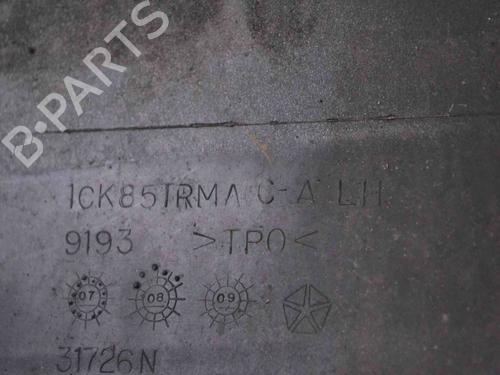 B-PARTS
1CK85TRMA C-A LH
9193 >TPO<
07 08 09
31726N